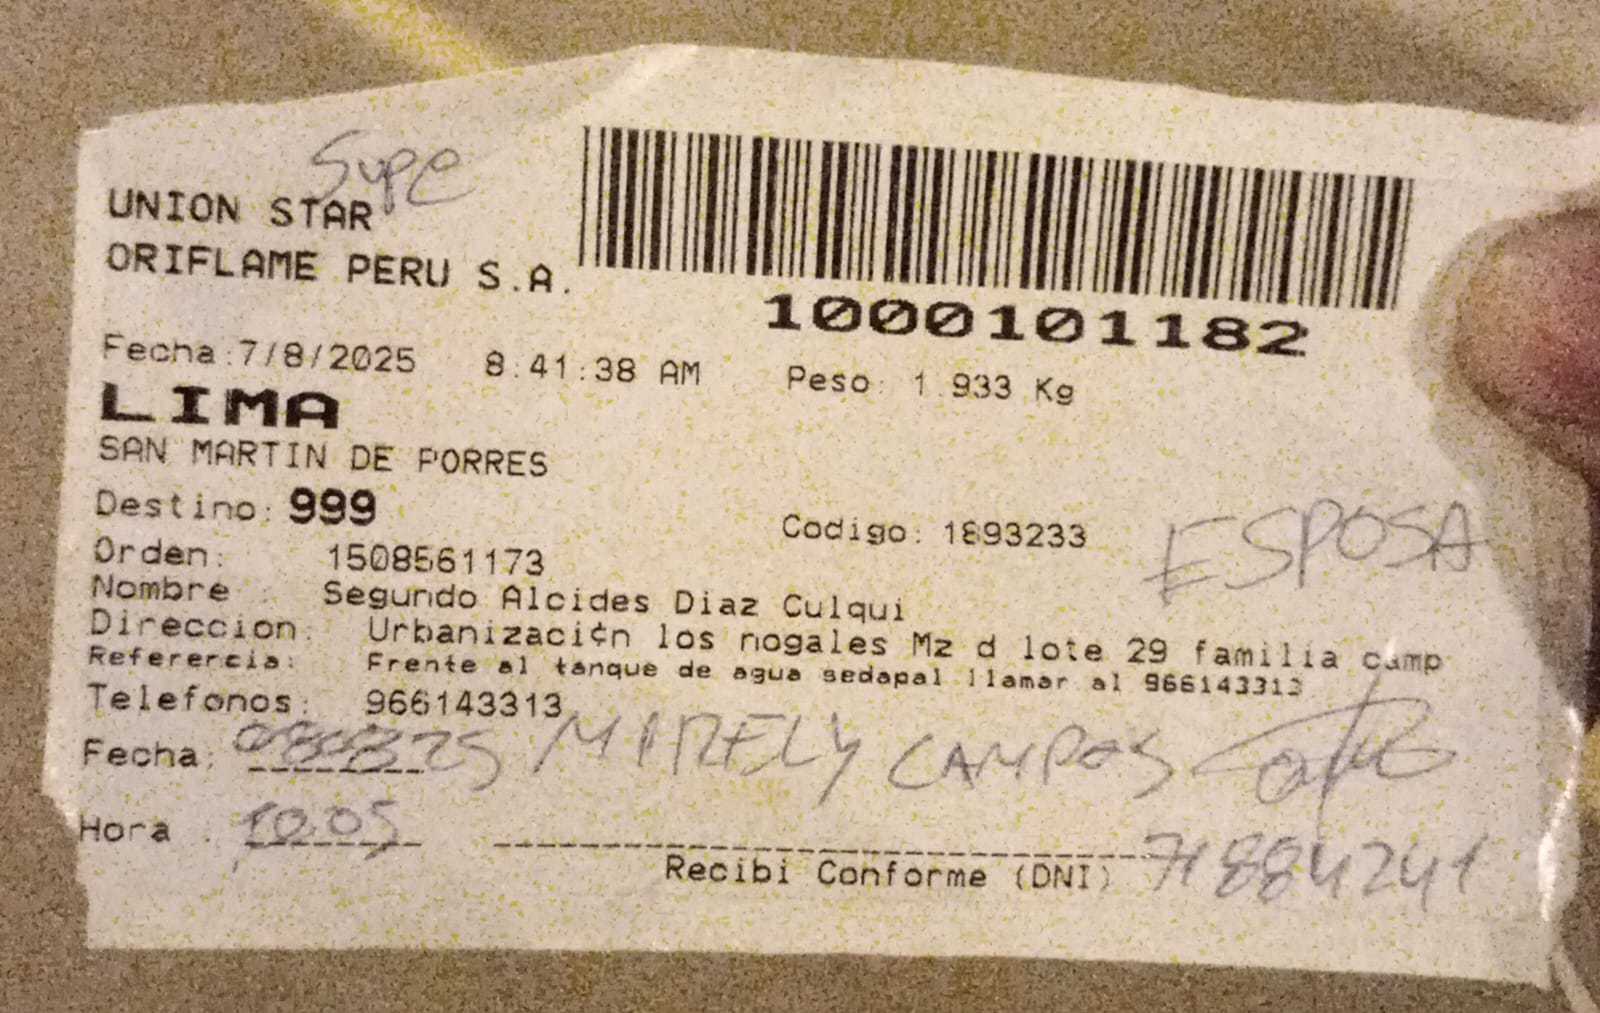 Supe
UNION STAR
ORIFLAME PERU S.A.
1000101182
Fecha:7/8/2025 8:41:38 AM Peso: 1.933 Kg
LIMA
SAN MARTIN DE PORRES
Destino: 999
Codigo: 1893233
ESPOSA
Orden: 1508561173
Nombre : Segundo Alcides Diaz Culqui
Direccion: Urbanizaci¢n los nogales Mz d lote 29 familia camp
Referercia: Frente al tanque de agua sedapal llamar al 966143313
Telefonos: 966143313
Fecha: MIRELY CAMPOS
Hora : 10:05
Recibi Conforme (DNI) 71884241